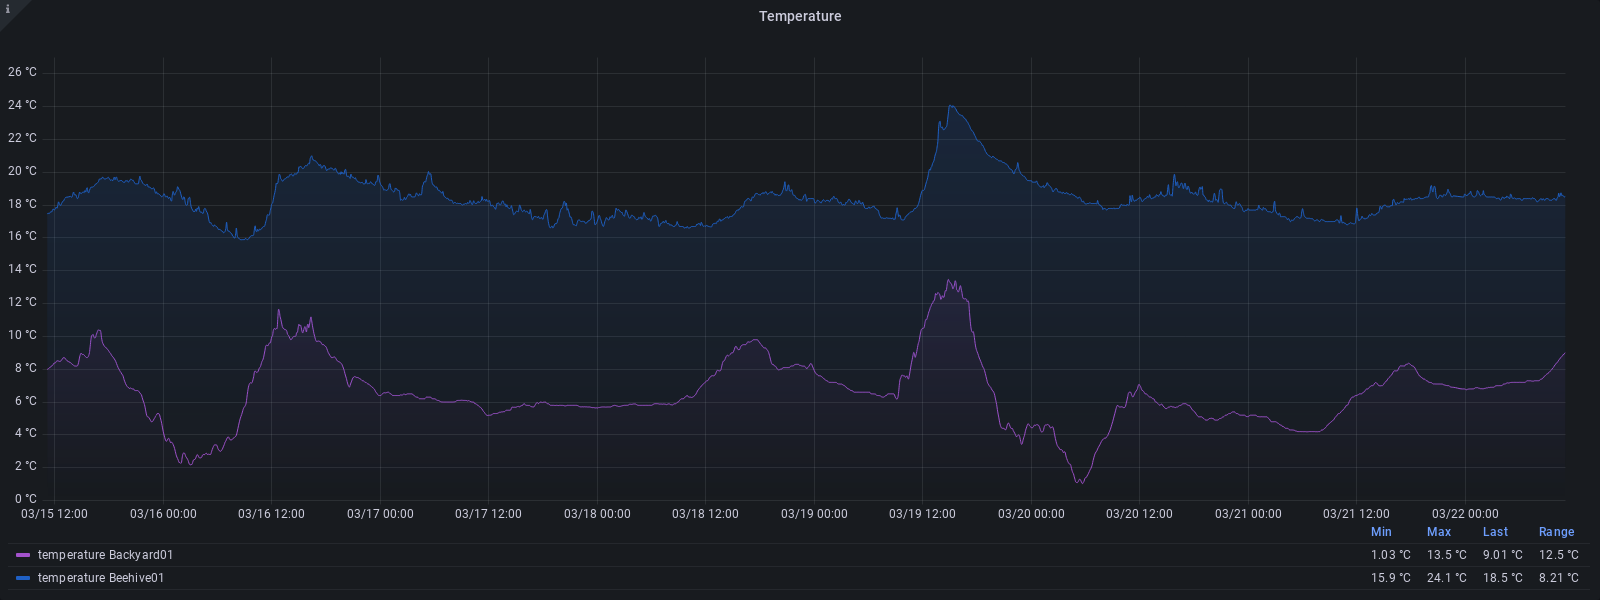 i
Temperature
26 °C
24 °C
22 °C
20 °C
18 °C
16 °C
14 °C
12 °C
10 °C
8 °C
6 °C
4 °C
2 °C
0 °C
03/15 12:00 03/16 00:00 03/16 12:00 03/17 00:00 03/17 12:00 03/18 00:00 03/18 12:00 03/19 00:00 03/19 12:00 03/20 00:00 03/20 12:00 03/21 00:00 03/21 12:00 03/22 00:00
Min Max Last Range
temperature Backyard01 1.03 °C 13.5 °C 9.01 °C 12.5 °C
temperature Beehive01 15.9 °C 24.1 °C 18.5 °C 8.21 °C